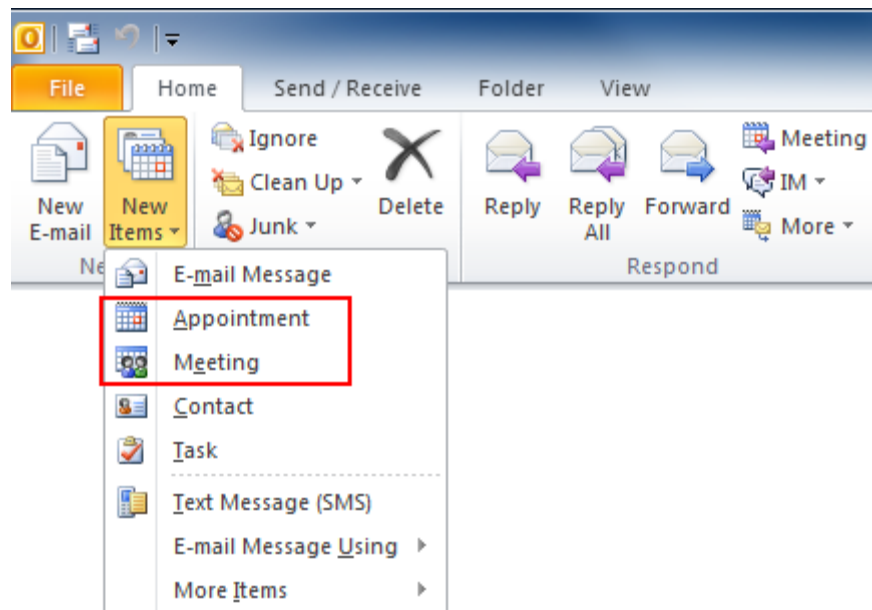 File Home Send / Receive Folder View
Ignore Meeting
Clean Up IM
New New Delete Reply Reply Forward
E-mail Items Junk All More
Ne Respond
E-mail Message
Appointment
Meeting
Contact
Task
Text Message (SMS)
E-mail Message Using
More Items